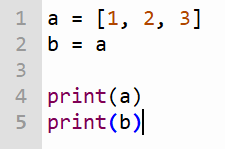 1 a = [1, 2, 3]
2 b = a
3
4 print(a)
5 print(b)